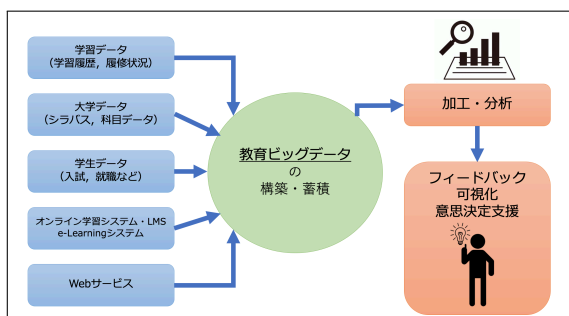 学習データ
（学習履歴，履修状況）
大学データ
（シラバス，科目データ）
学生データ
（入試，就職など）
オンライン学習システム・LMS
e-Learningシステム
Webサービス
教育ビッグデータ
の
構築・蓄積
加工・分析
フィードバック
可視化
意思決定支援